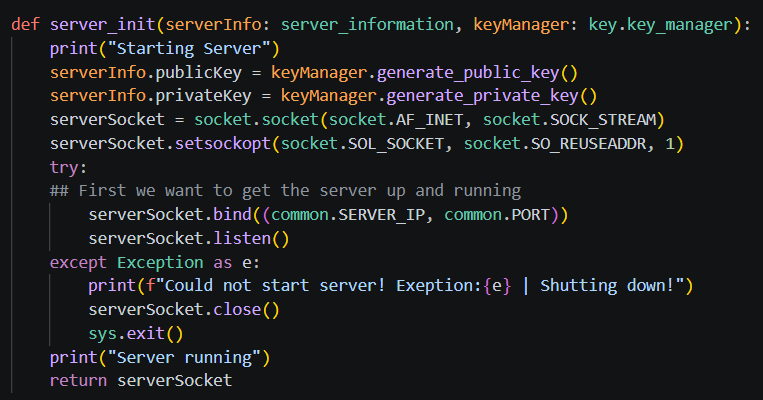 def server_init(serverInfo: server_information, keyManager: key.key_manager):
    print("Starting Server")
    serverInfo.publicKey = keyManager.generate_public_key()
    serverInfo.privateKey = keyManager.generate_private_key()
    serverSocket = socket.socket(socket.AF_INET, socket.SOCK_STREAM)
    serverSocket.setsockopt(socket.SOL_SOCKET, socket.SO_REUSEADDR, 1)
    try:
    ## First we want to get the server up and running
        serverSocket.bind((common.SERVER_IP, common.PORT))
        serverSocket.listen()
    except Exception as e:
        print(f"Could not start server! Exeption:{e} | Shutting down!")
        serverSocket.close()
        sys.exit()
    print("Server running")
    return serverSocket